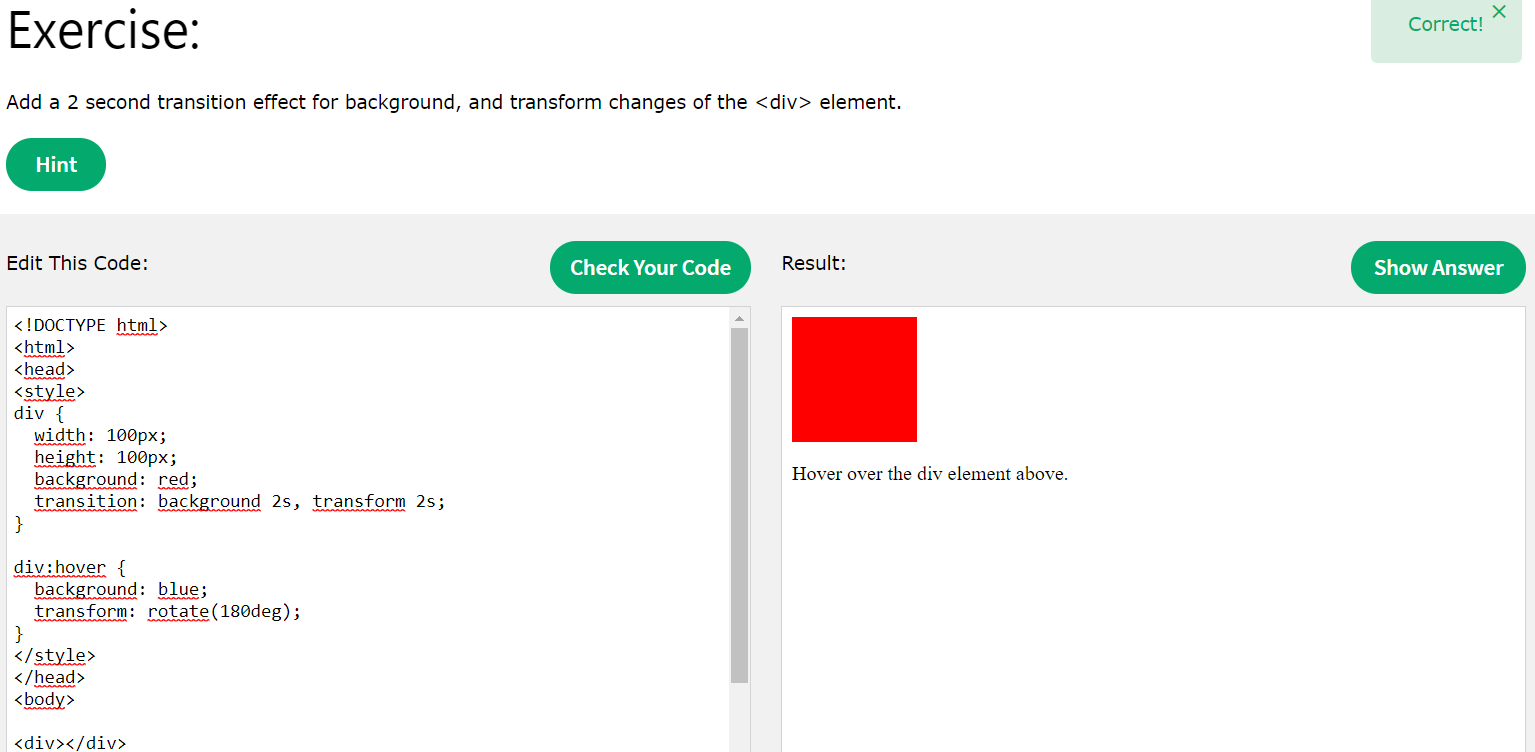 Exercise:
Correct!
×
Add a 2 second transition effect for background, and transform changes of the <div> element.
Hint
Edit This Code:
Check Your Code
Result:
Show Answer
<!DOCTYPE html>
<html>
<head>
<style>
div {
  width: 100px;
  height: 100px;
  background: red;
  transition: background 2s, transform 2s;
}

div:hover {
  background: blue;
  transform: rotate(180deg);
}
</style>
</head>
<body>

<div></div>
Hover over the div element above.